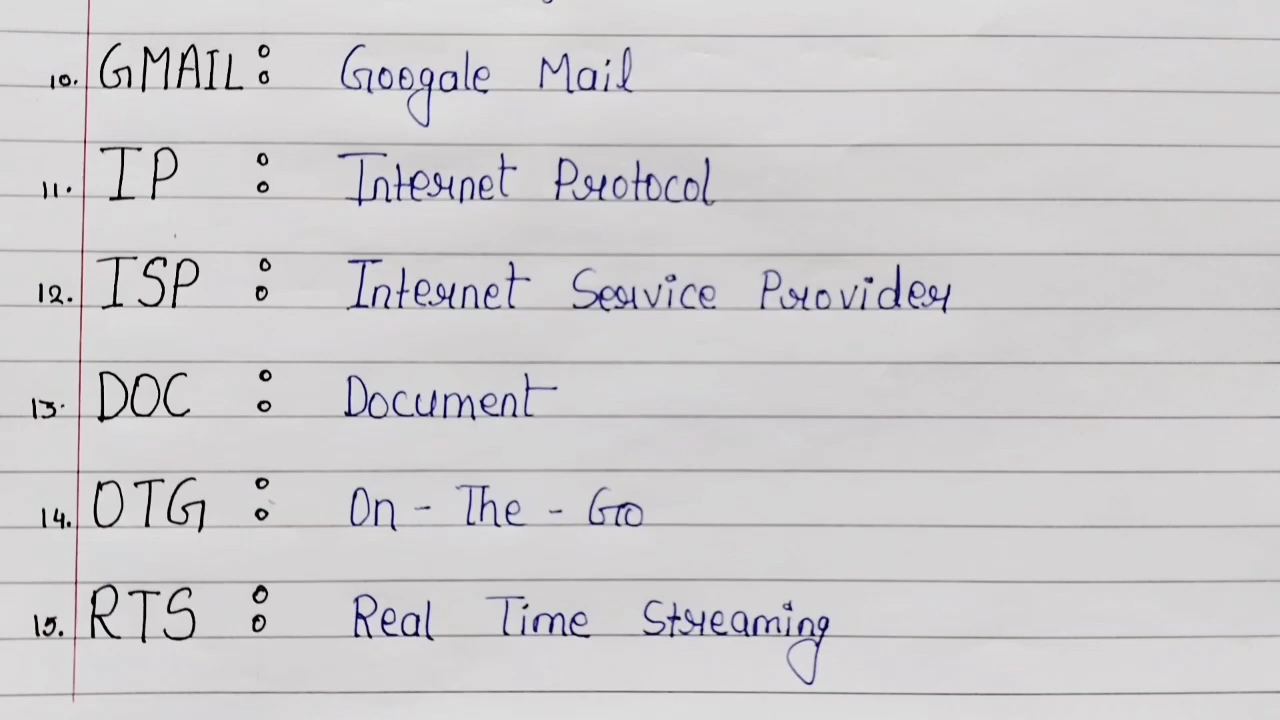 10. GMAIL : Googale Mail
11. IP : Internet Protocol
12. ISP : Internet Service Provider
13. DOC : Document
14. OTG : On - The - Go
15. RTS : Real Time Streaming